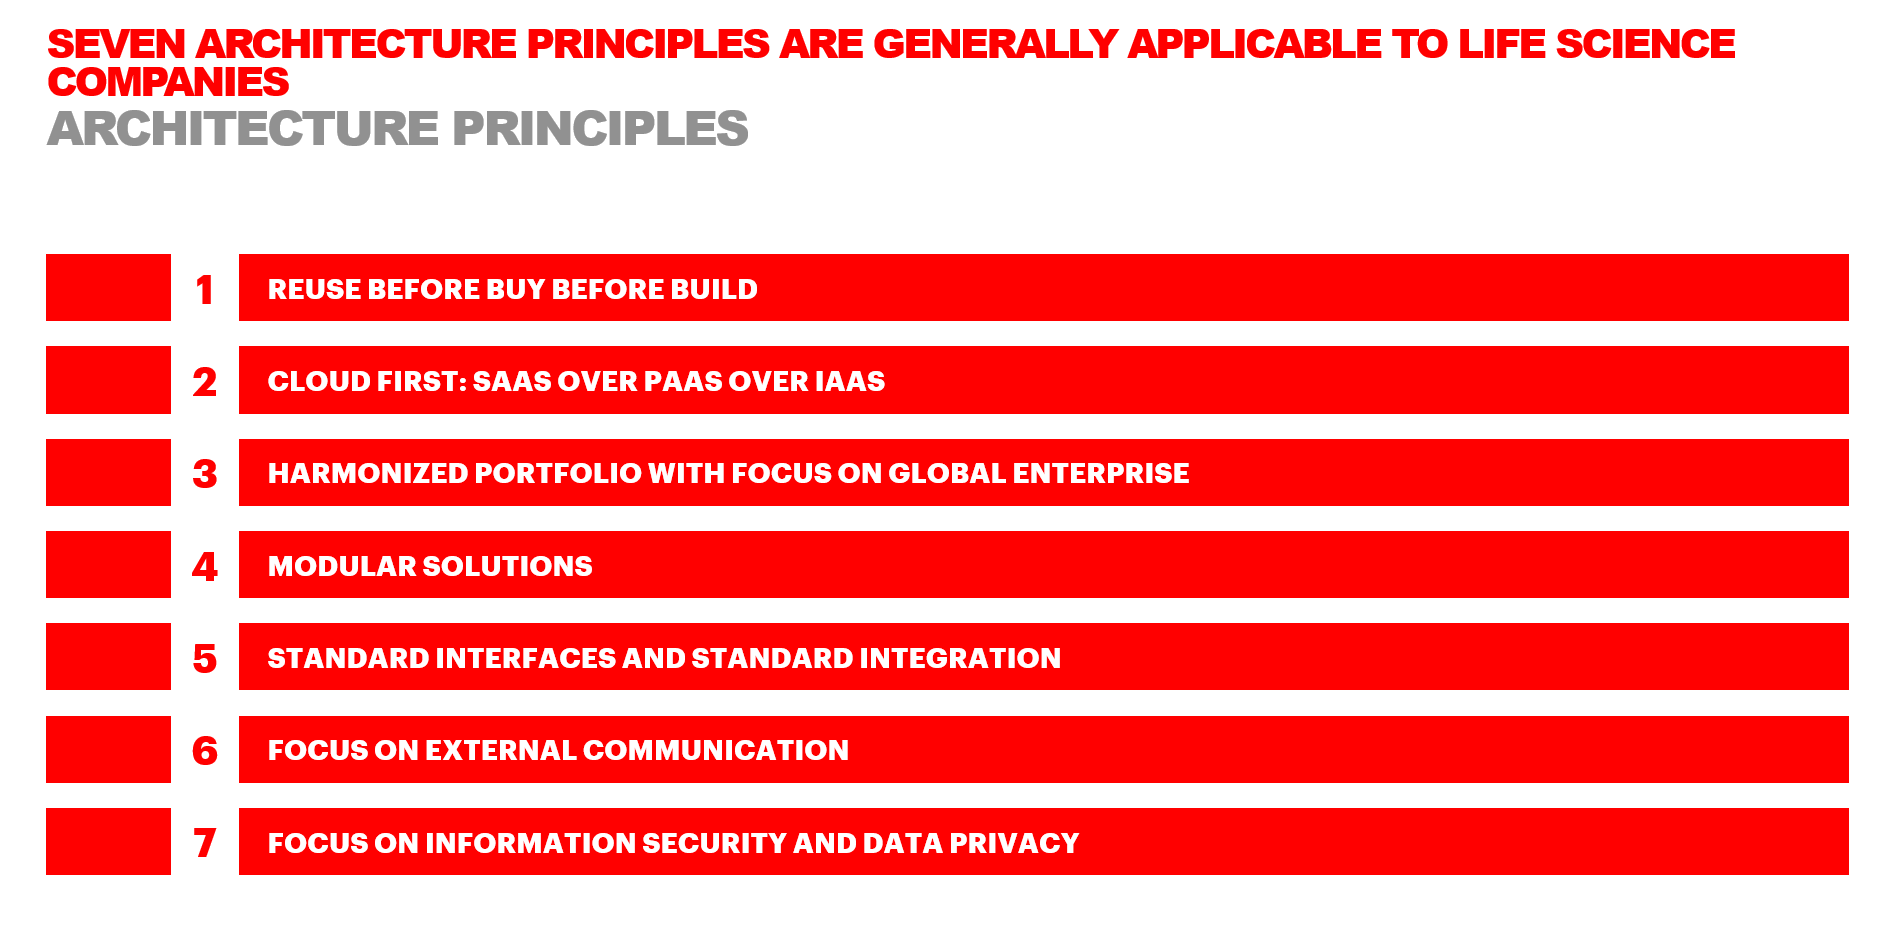 SEVEN ARCHITECTURE PRINCIPLES ARE GENERALLY APPLICABLE TO LIFE SCIENCE
COMPANIES
ARCHITECTURE PRINCIPLES
1 REUSE BEFORE BUY BEFORE BUILD
2 CLOUD FIRST: SAAS OVER PAAS OVER IAAS
3 HARMONIZED PORTFOLIO WITH FOCUS ON GLOBAL ENTERPRISE
4 MODULAR SOLUTIONS
5 STANDARD INTERFACES AND STANDARD INTEGRATION
6 FOCUS ON EXTERNAL COMMUNICATION
7 FOCUS ON INFORMATION SECURITY AND DATA PRIVACY